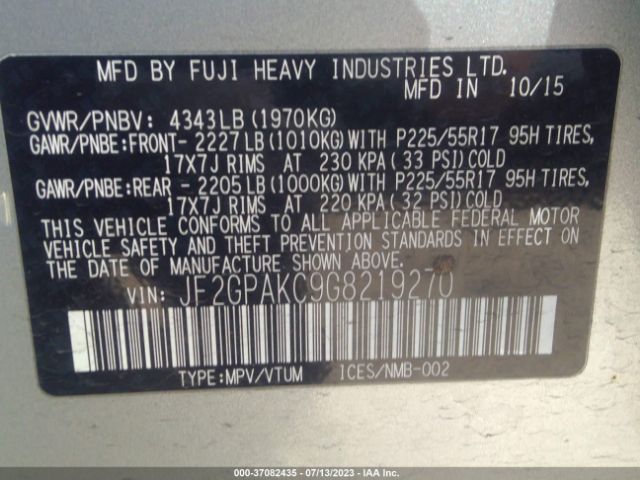 MFD BY FUJI HEAVY INDUSTRIES LTD.
MFD IN 10/15
GVWR/PNBV: 4343LB (1970KG)
GAWR/PNBE:FRONT- 2227LB(1010KG)WITH P225/55R17 95H TIRES,
17X7J RIMS AT 230 KPA (33 PSI)COLD
GAWR/PNBE:REAR - 2205LB(1000KG)WITH P225/55R17 95H TIRES,
17X7J RIMS AT 220 KPA (32 PSI)COLD
THIS VEHICLE CONFORMS TO ALL APPLICABLE FEDERAL MOTOR
VEHICLE SAFETY AND THEFT PREVENTION STANDARDS IN EFFECT ON
THE DATE OF MANUFACTURE SHOWN ABOVE.
VIN: JF2GPAKC9G8219270
TYPE:MPV/VTUM ICES/NMB-002
000-37082435 - 07/13/2023 - IAA Inc.